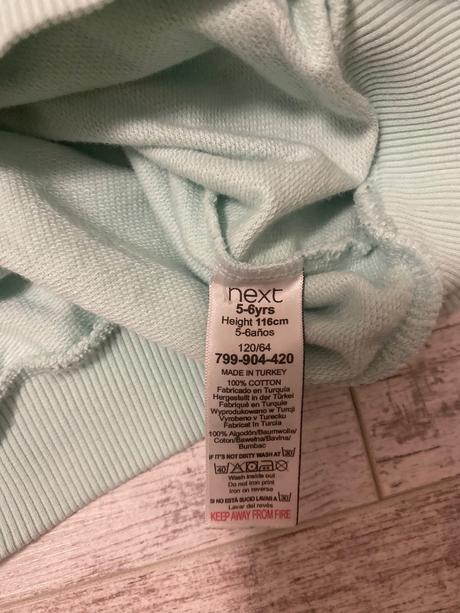 next
5-6yrs
Height 116cm
5-6años
120/64
799-904-420
MADE IN TURKEY
100% COTTON
Fabricado en Turquía
Hergestellt in der Türkei
Fabriqué en Turquie
Wyprodukowano w Turcji
Vyrobeno v Turecku
Fabricat în Turcia
100% Algodón/Baumwolle/
Coton/Bawełna/Bavlna/
Bumbac
IF IT'S NOT DIRTY WASH AT 30
40
Wash inside out
Do not iron print
Iron on reverse
SI NO ESTÁ SUCIO LAVAR A 30
Lavar del revés
KEEP AWAY FROM FIRE